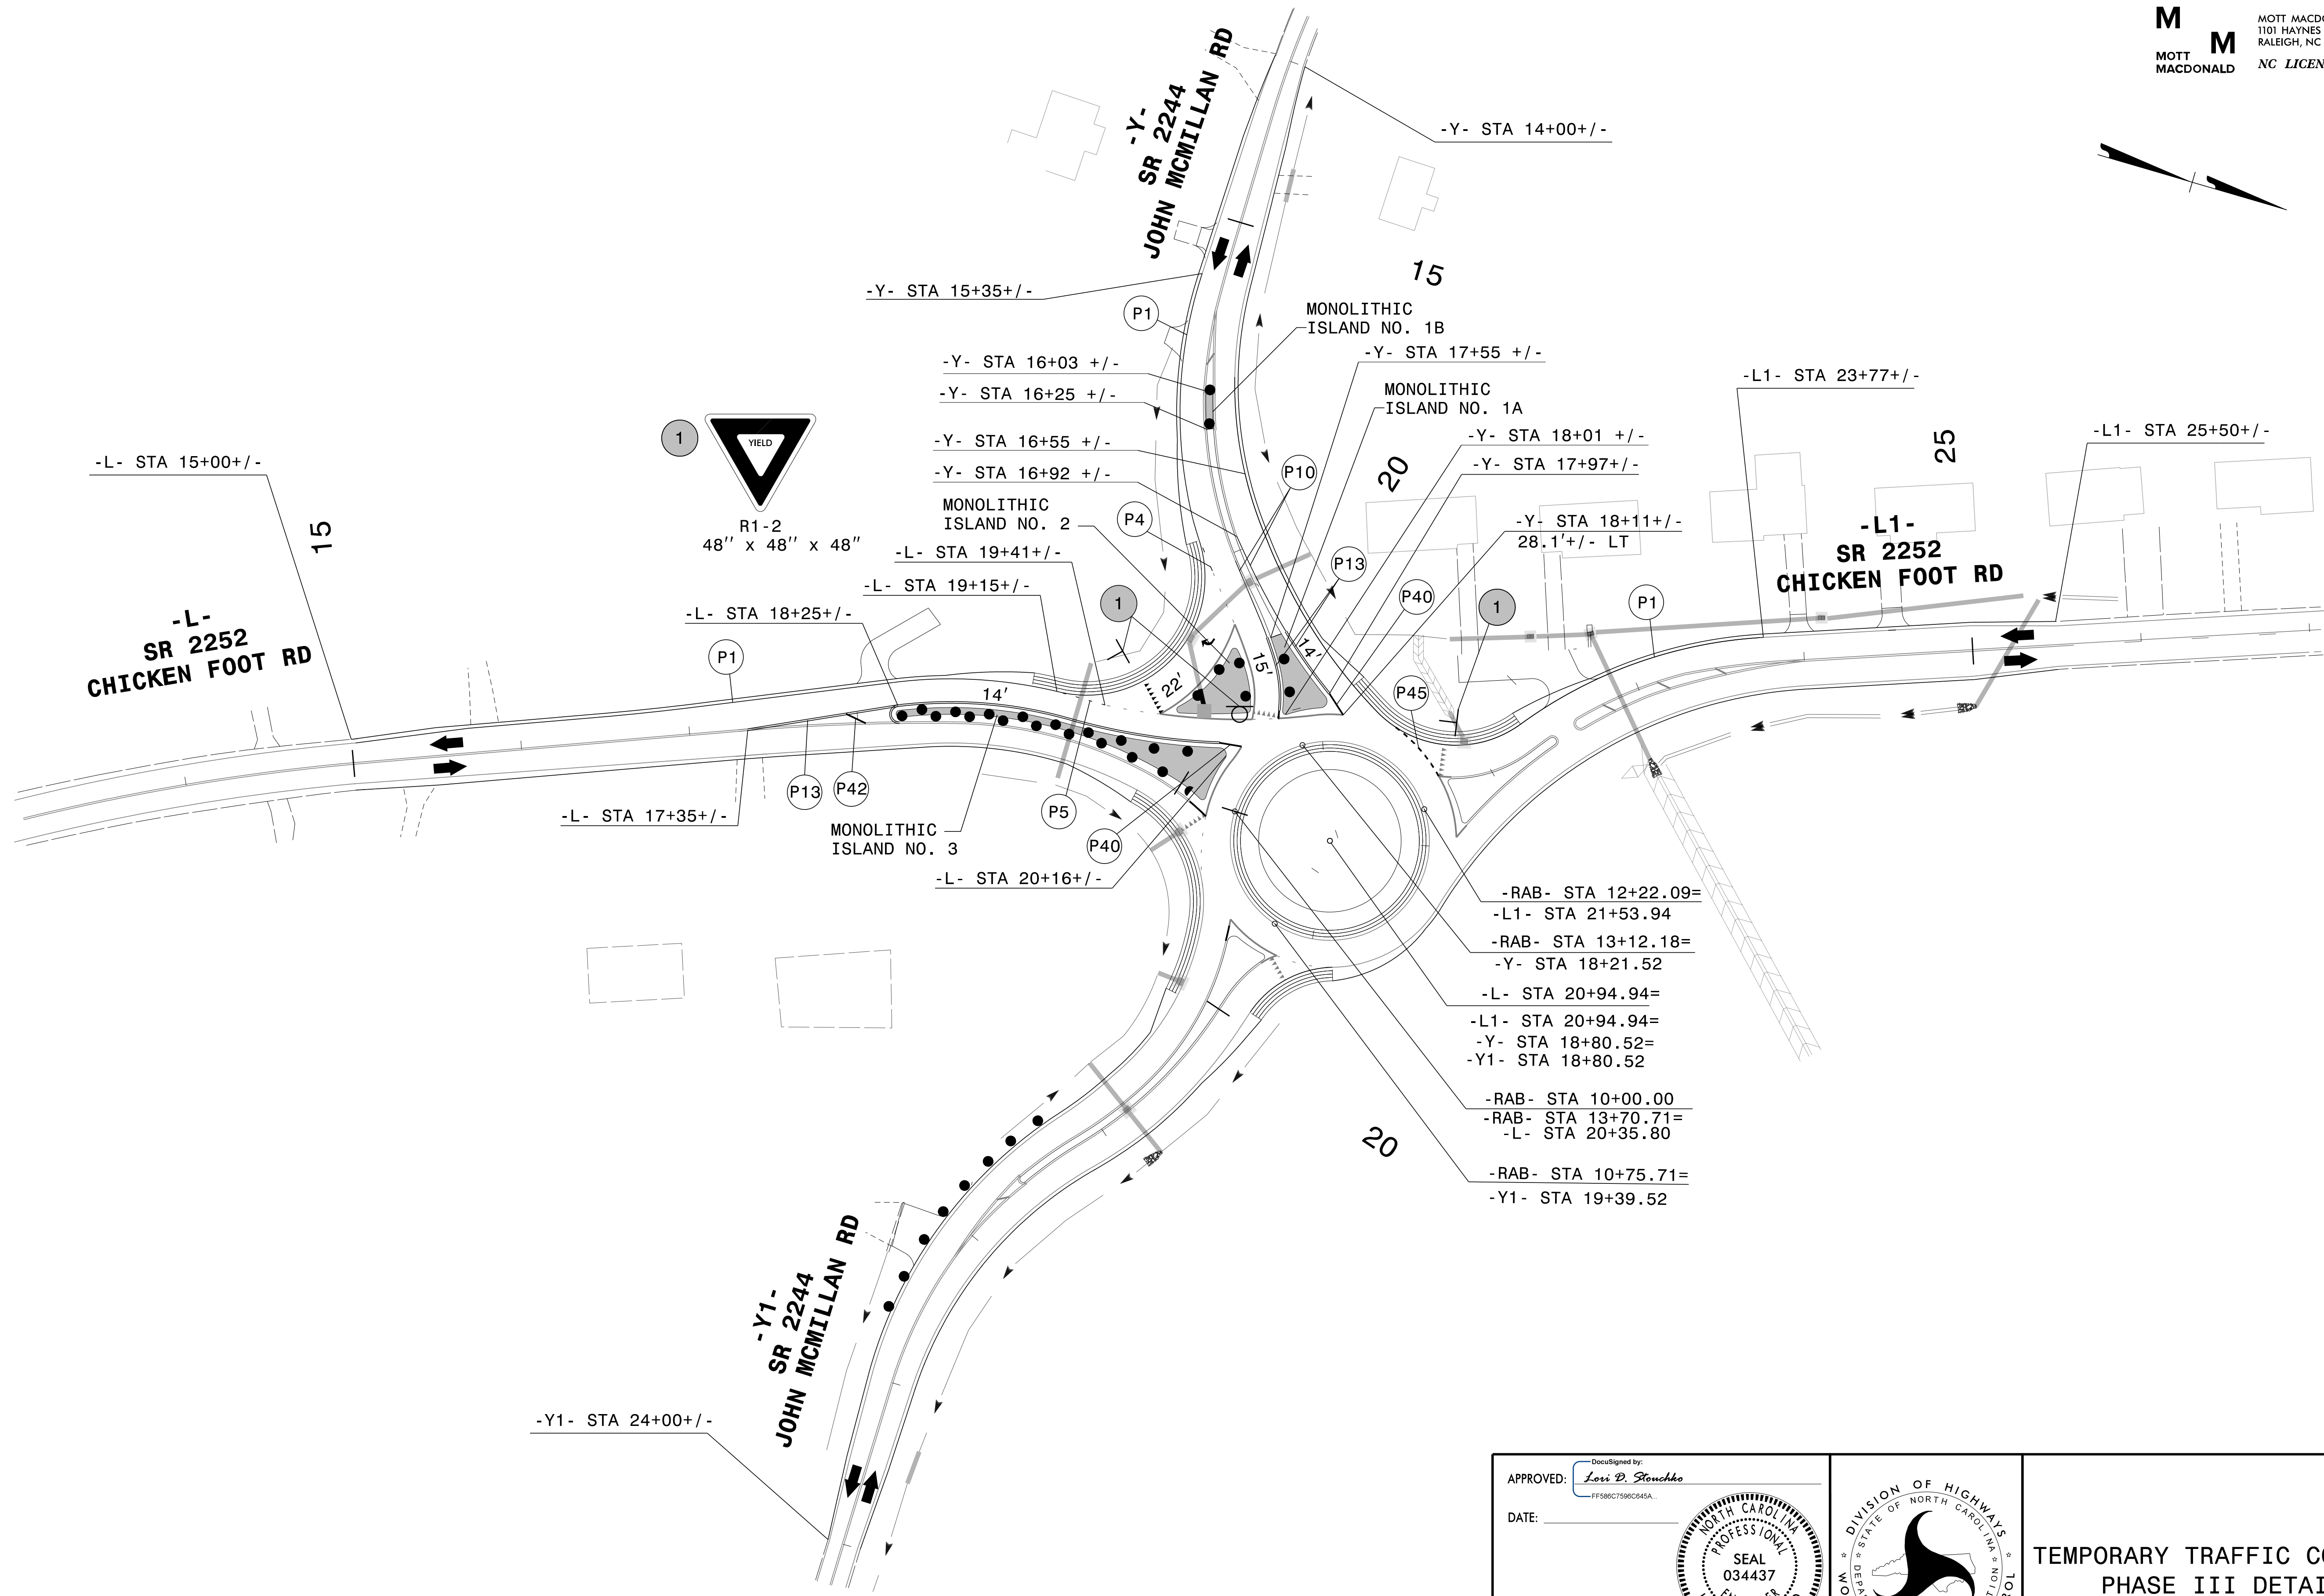 M
M
MOTT
MACDONALD
1101 HAYNES
RALEIGH, NC
-Y-
SR 2244
JOHN MCMILLAN RD
-Y- STA 14+00+/-
-Y- STA 15+35+/-
15
P1
MONOLITHIC
ISLAND NO. 1B
-Y- STA 16+03 +/-
-Y- STA 17+55 +/-
-Y- STA 16+25 +/-
MONOLITHIC
ISLAND NO. 1A
-L1- STA 23+77+/-
1
YIELD
R1-2
48" x 48" x 48"
-Y- STA 16+55 +/-
-Y- STA 18+01 +/-
25
-L1- STA 25+50+/-
-L- STA 15+00+/-
-Y- STA 16+92 +/-
P10
20
-Y- STA 17+97+/-
MONOLITHIC
ISLAND NO. 2
P4
-Y- STA 18+11+/-
28.1'+/- LT
15
-L1-
SR 2252
CHICKEN FOOT RD
-L- STA 19+41+/-
P13
-L- STA 19+15+/-
1
P40
1
P1
-L- STA 18+25+/-
-L-
SR 2252
CHICKEN FOOT RD
P1
14'
22'
15'
14'
P45
P13
P42
P5
-L- STA 17+35+/-
MONOLITHIC
ISLAND NO. 3
P40
-L- STA 20+16+/-
-RAB- STA 12+22.09=
-L1- STA 21+53.94
-RAB- STA 13+12.18=
-Y- STA 18+21.52
-L- STA 20+94.94=
-L1- STA 20+94.94=
-Y- STA 18+80.52=
-Y1- STA 18+80.52
-RAB- STA 10+00.00
-RAB- STA 13+70.71=
-L- STA 20+35.80
20
-RAB- STA 10+75.71=
-Y1- STA 19+39.52
-Y1-
SR 2244
JOHN MCMILLAN RD
-Y1- STA 24+00+/-
APPROVED:
DocuSigned by:
Lori D. Stouchko
FF586C7596C645A...
DATE:
NORTH CAROLINA
PROFESSIONAL
SEAL
034437
DIVISION OF HIGHWAYS
STATE OF NORTH CAROLINA
TEMPORARY TRAFFIC
PHASE III